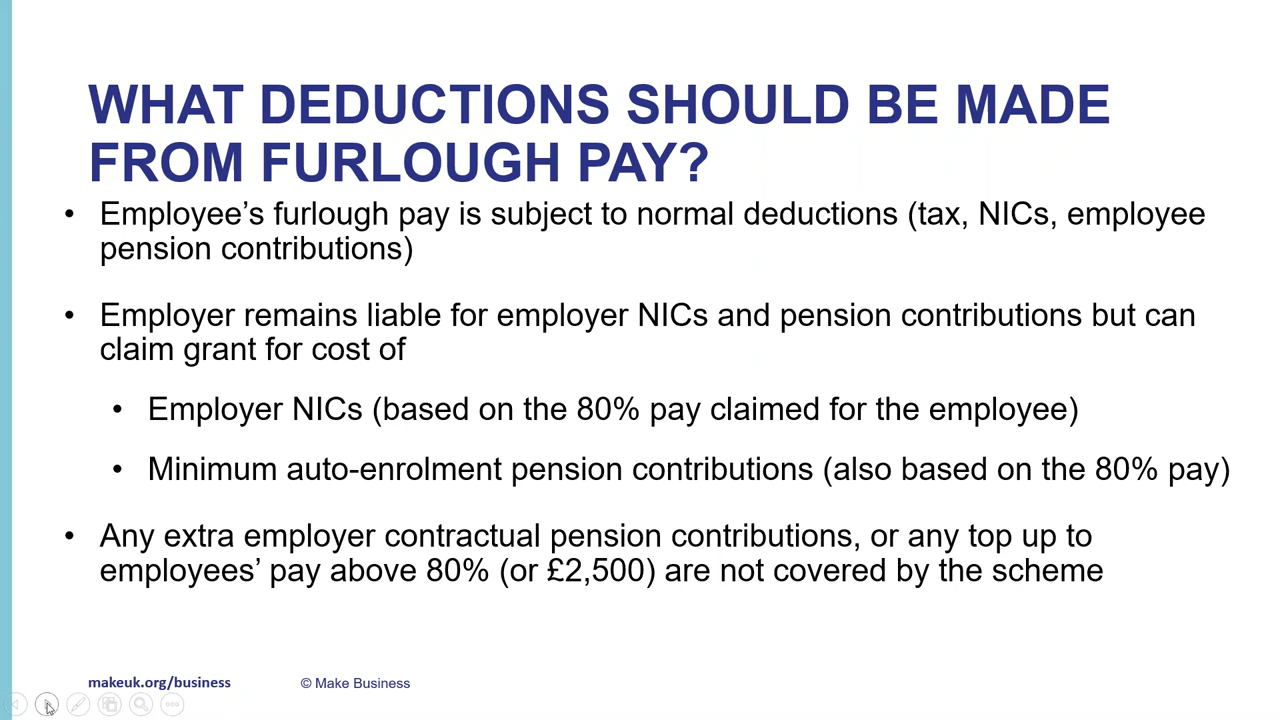 WHAT DEDUCTIONS SHOULD BE MADE
FROM FURLOUGH PAY?
• Employee’s furlough pay is subject to normal deductions (tax, NICs, employee
pension contributions)
• Employer remains liable for employer NICs and pension contributions but can
claim grant for cost of
• Employer NICs (based on the 80% pay claimed for the employee)
• Minimum auto-enrolment pension contributions (also based on the 80% pay)
• Any extra employer contractual pension contributions, or any top up to
employees’ pay above 80% (or £2,500) are not covered by the scheme
makeuk.org/business
© Make Business